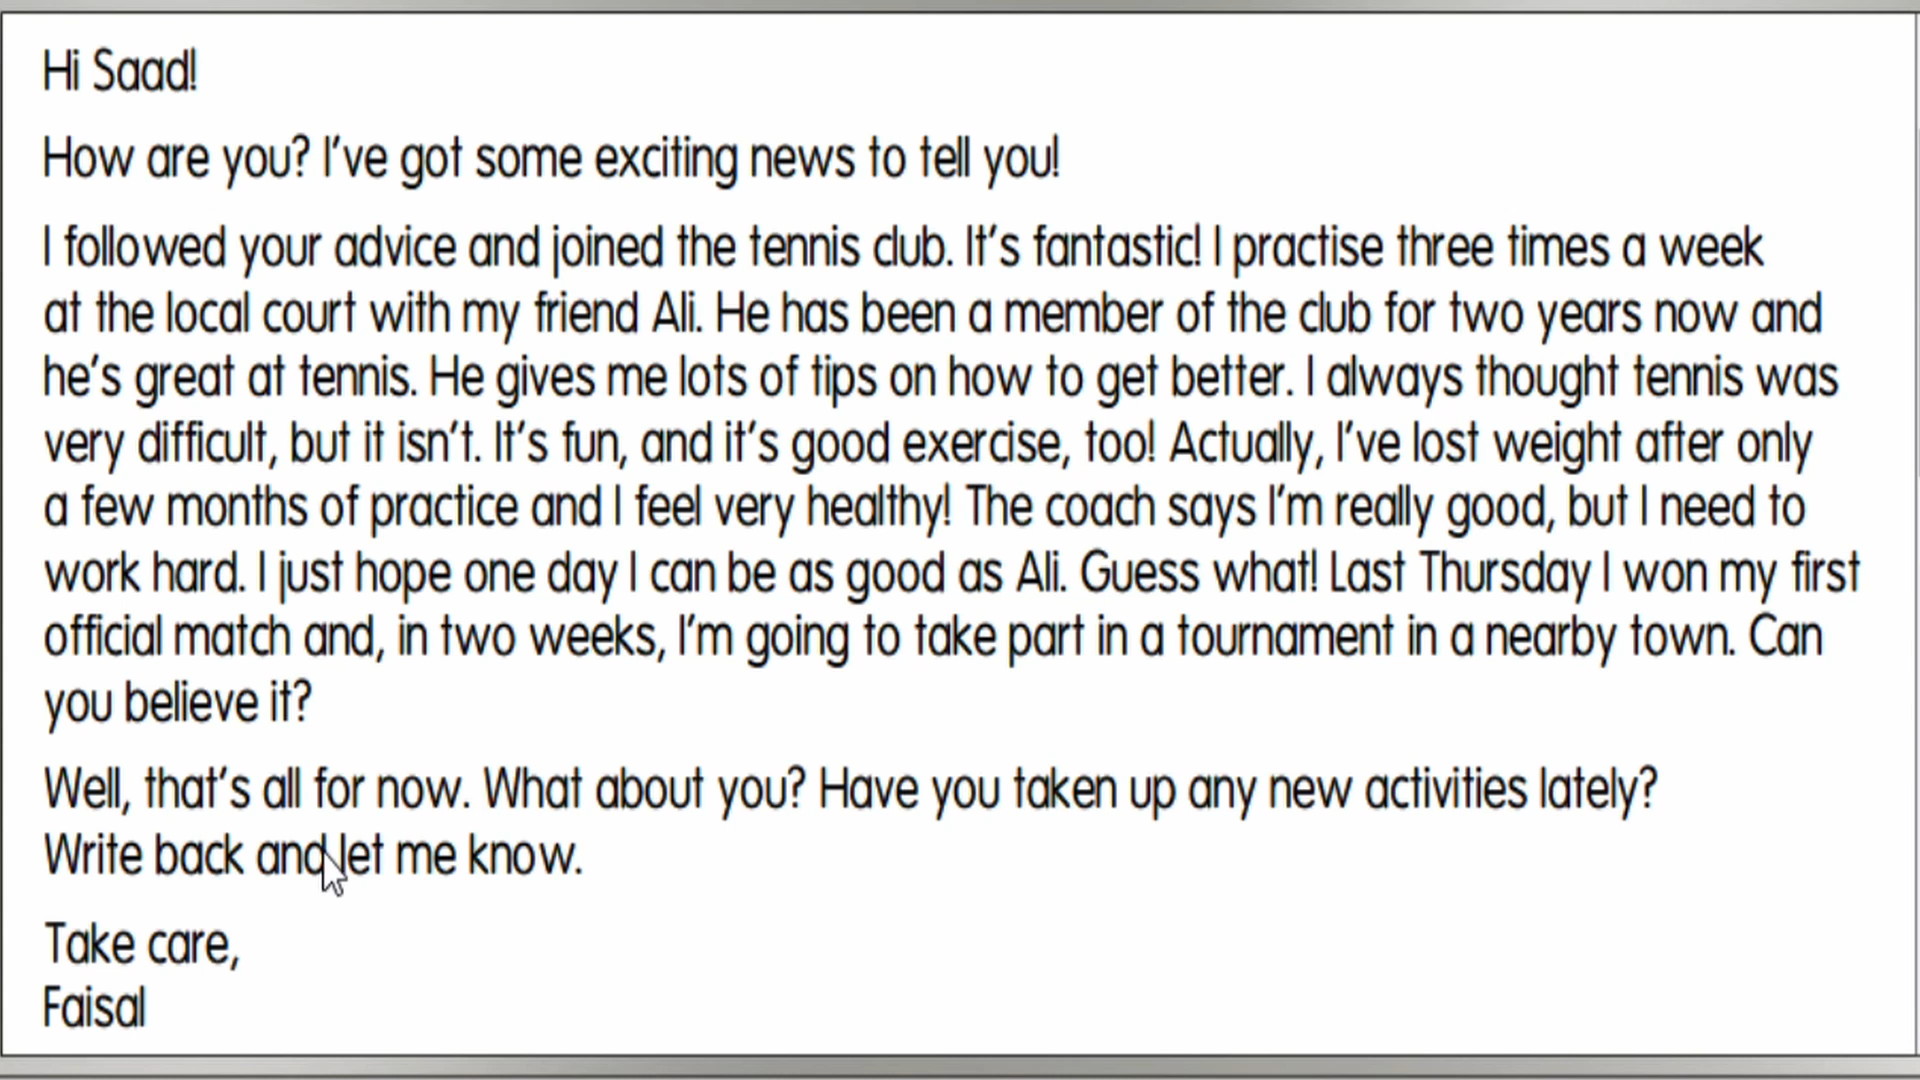 Hi Saad!
How are you? I've got some exciting news to tell you!
I followed your advice and joined the tennis club. It's fantastic! I practise three times a week
at the local court with my friend Ali. He has been a member of the club for two years now and
he's great at tennis. He gives me lots of tips on how to get better. I always thought tennis was
very difficult, but it isn't. It's fun, and it's good exercise, too! Actually, I've lost weight after only
a few months of practice and I feel very healthy! The coach says I'm really good, but I need to
work hard. I just hope one day I can be as good as Ali. Guess what! Last Thursday I won my first
official match and, in two weeks, I'm going to take part in a tournament in a nearby town. Can
you believe it?
Well, that's all for now. What about you? Have you taken up any new activities lately?
Write back and let me know.
Take care,
Faisal